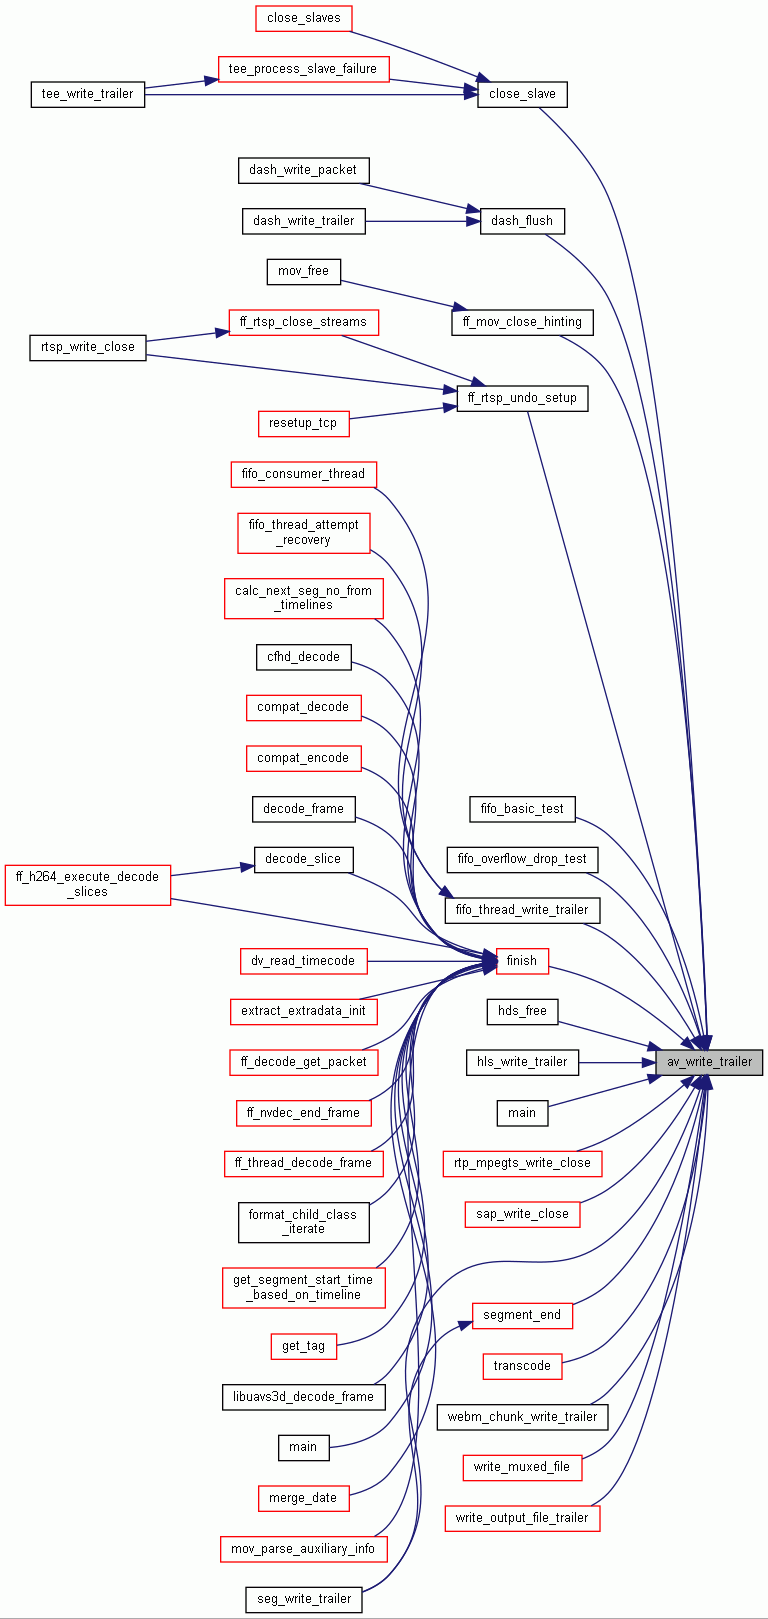 close_slaves
tee_process_slave_failure
tee_write_trailer
close_slave
dash_write_packet
dash_write_trailer
dash_flush
mov_free
ff_rtsp_close_streams
ff_mov_close_hinting
rtsp_write_close
ff_rtsp_undo_setup
resetup_tcp
fifo_consumer_thread
fifo_thread_attempt
_recovery
calc_next_seg_no_from
_timelines
cfhd_decode
compat_decode
compat_encode
decode_frame
fifo_basic_test
decode_slice
fifo_overflow_drop_test
ff_h264_execute_decode
_slices
fifo_thread_write_trailer
dv_read_timecode
finish
extract_extradata_init
hds_free
ff_decode_get_packet
hls_write_trailer
av_write_trailer
ff_nvdec_end_frame
main
ff_thread_decode_frame
rtp_mpegts_write_close
format_child_class
_iterate
sap_write_close
get_segment_start_time
_based_on_timeline
segment_end
get_tag
transcode
libuavs3d_decode_frame
webm_chunk_write_trailer
main
write_muxed_file
merge_date
write_output_file_trailer
mov_parse_auxiliary_info
seg_write_trailer